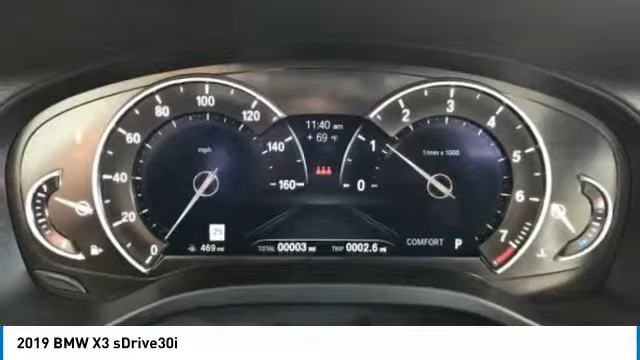 100
80
120
60
40
20
0
mph
11:40 am
+ 69 °F
140
160
1
0
2
3
4
5
6
7
1/min x 1000
25
469 mi
TOTAL 00003 mi TRIP 0002.6 mi
COMFORT P
2019 BMW X3 sDrive30i